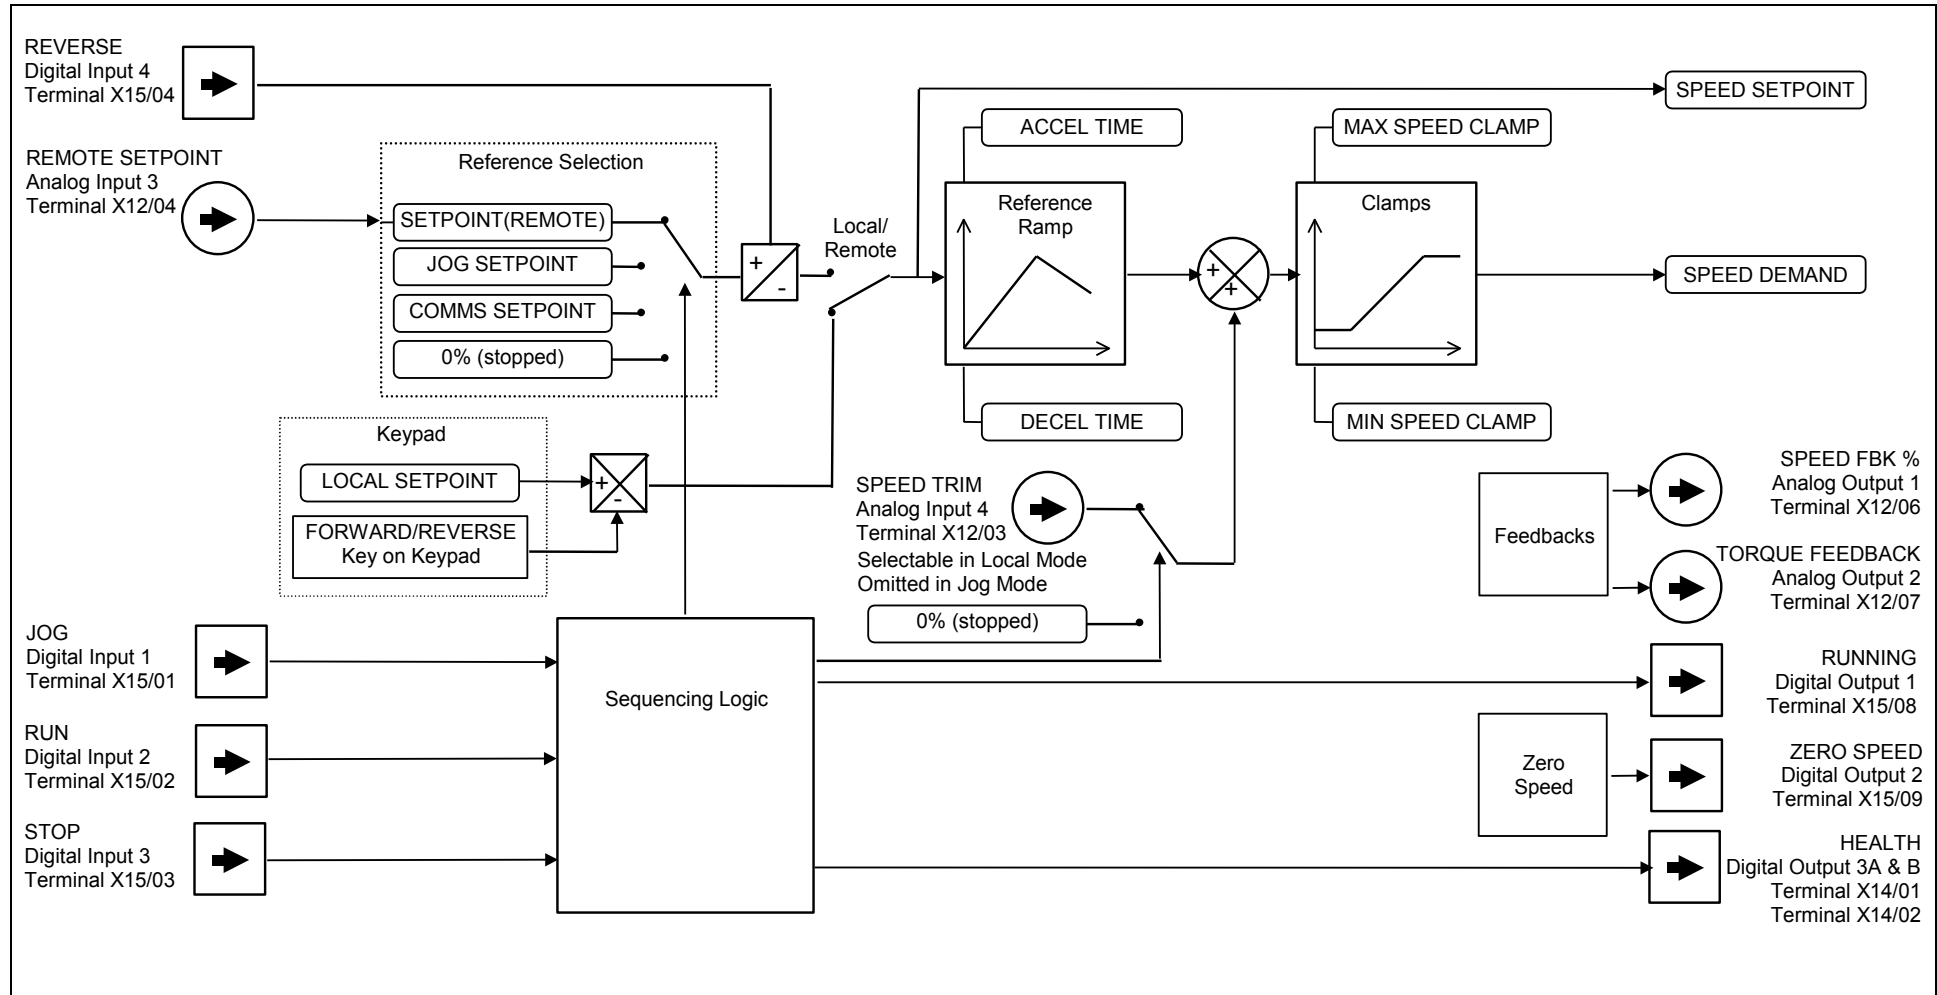 REVERSE
Digital Input 4
Terminal X15/04
SPEED SETPOINT
ACCEL TIME
MAX SPEED CLAMP
REMOTE SETPOINT
Analog Input 3
Terminal X12/04
Reference Selection
SETPOINT(REMOTE)
JOG SETPOINT
COMMS SETPOINT
0% (stopped)
+
-
Local/
Remote
Reference
Ramp
+
+
Clamps
SPEED DEMAND
DECEL TIME
MIN SPEED CLAMP
Keypad
LOCAL SETPOINT
+
-
FORWARD/REVERSE
Key on Keypad
SPEED TRIM
Analog Input 4
Terminal X12/03
Selectable in Local Mode
Omitted in Jog Mode
0% (stopped)
Feedbacks
SPEED FBK %
Analog Output 1
Terminal X12/06
TORQUE FEEDBACK
Analog Output 2
Terminal X12/07
JOG
Digital Input 1
Terminal X15/01
RUN
Digital Input 2
Terminal X15/02
STOP
Digital Input 3
Terminal X15/03
Sequencing Logic
RUNNING
Digital Output 1
Terminal X15/08
Zero
Speed
ZERO SPEED
Digital Output 2
Terminal X15/09
HEALTH
Digital Output 3A & B
Terminal X14/01
Terminal X14/02